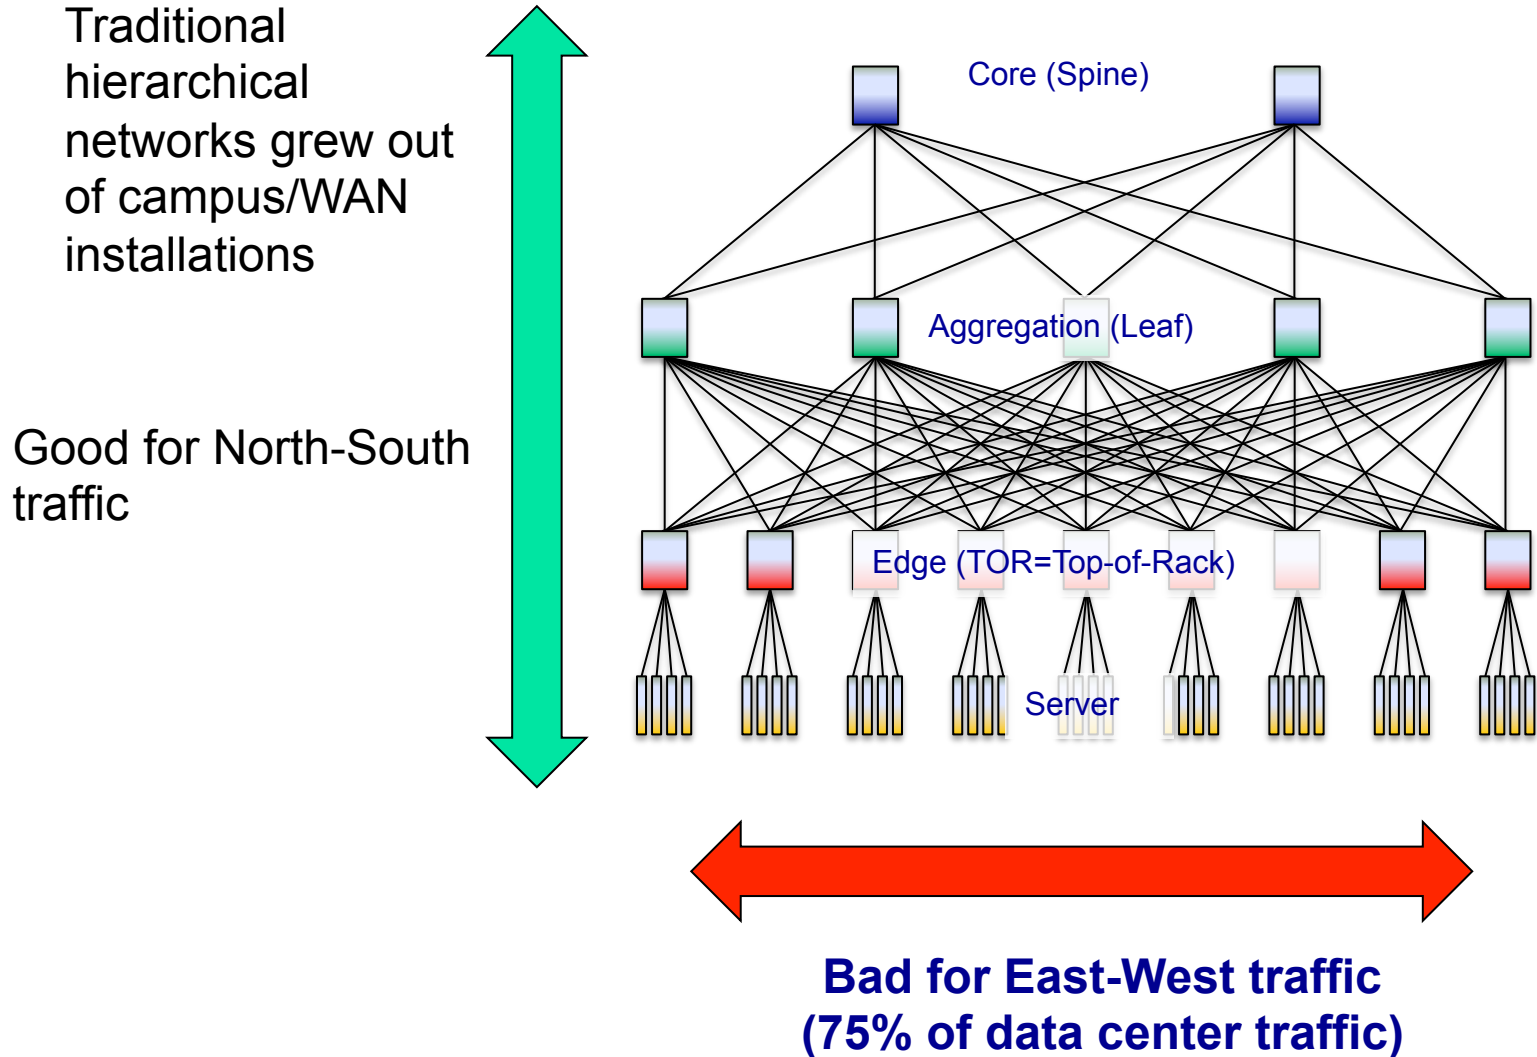 Traditional
hierarchical
networks grew out
of campus/WAN
installations
Core (Spine)
Aggregation (Leaf)
Good for North-South
traffic
Edge (TOR=Top-of-Rack)
Server
Bad for East-West traffic
(75% of data center traffic)